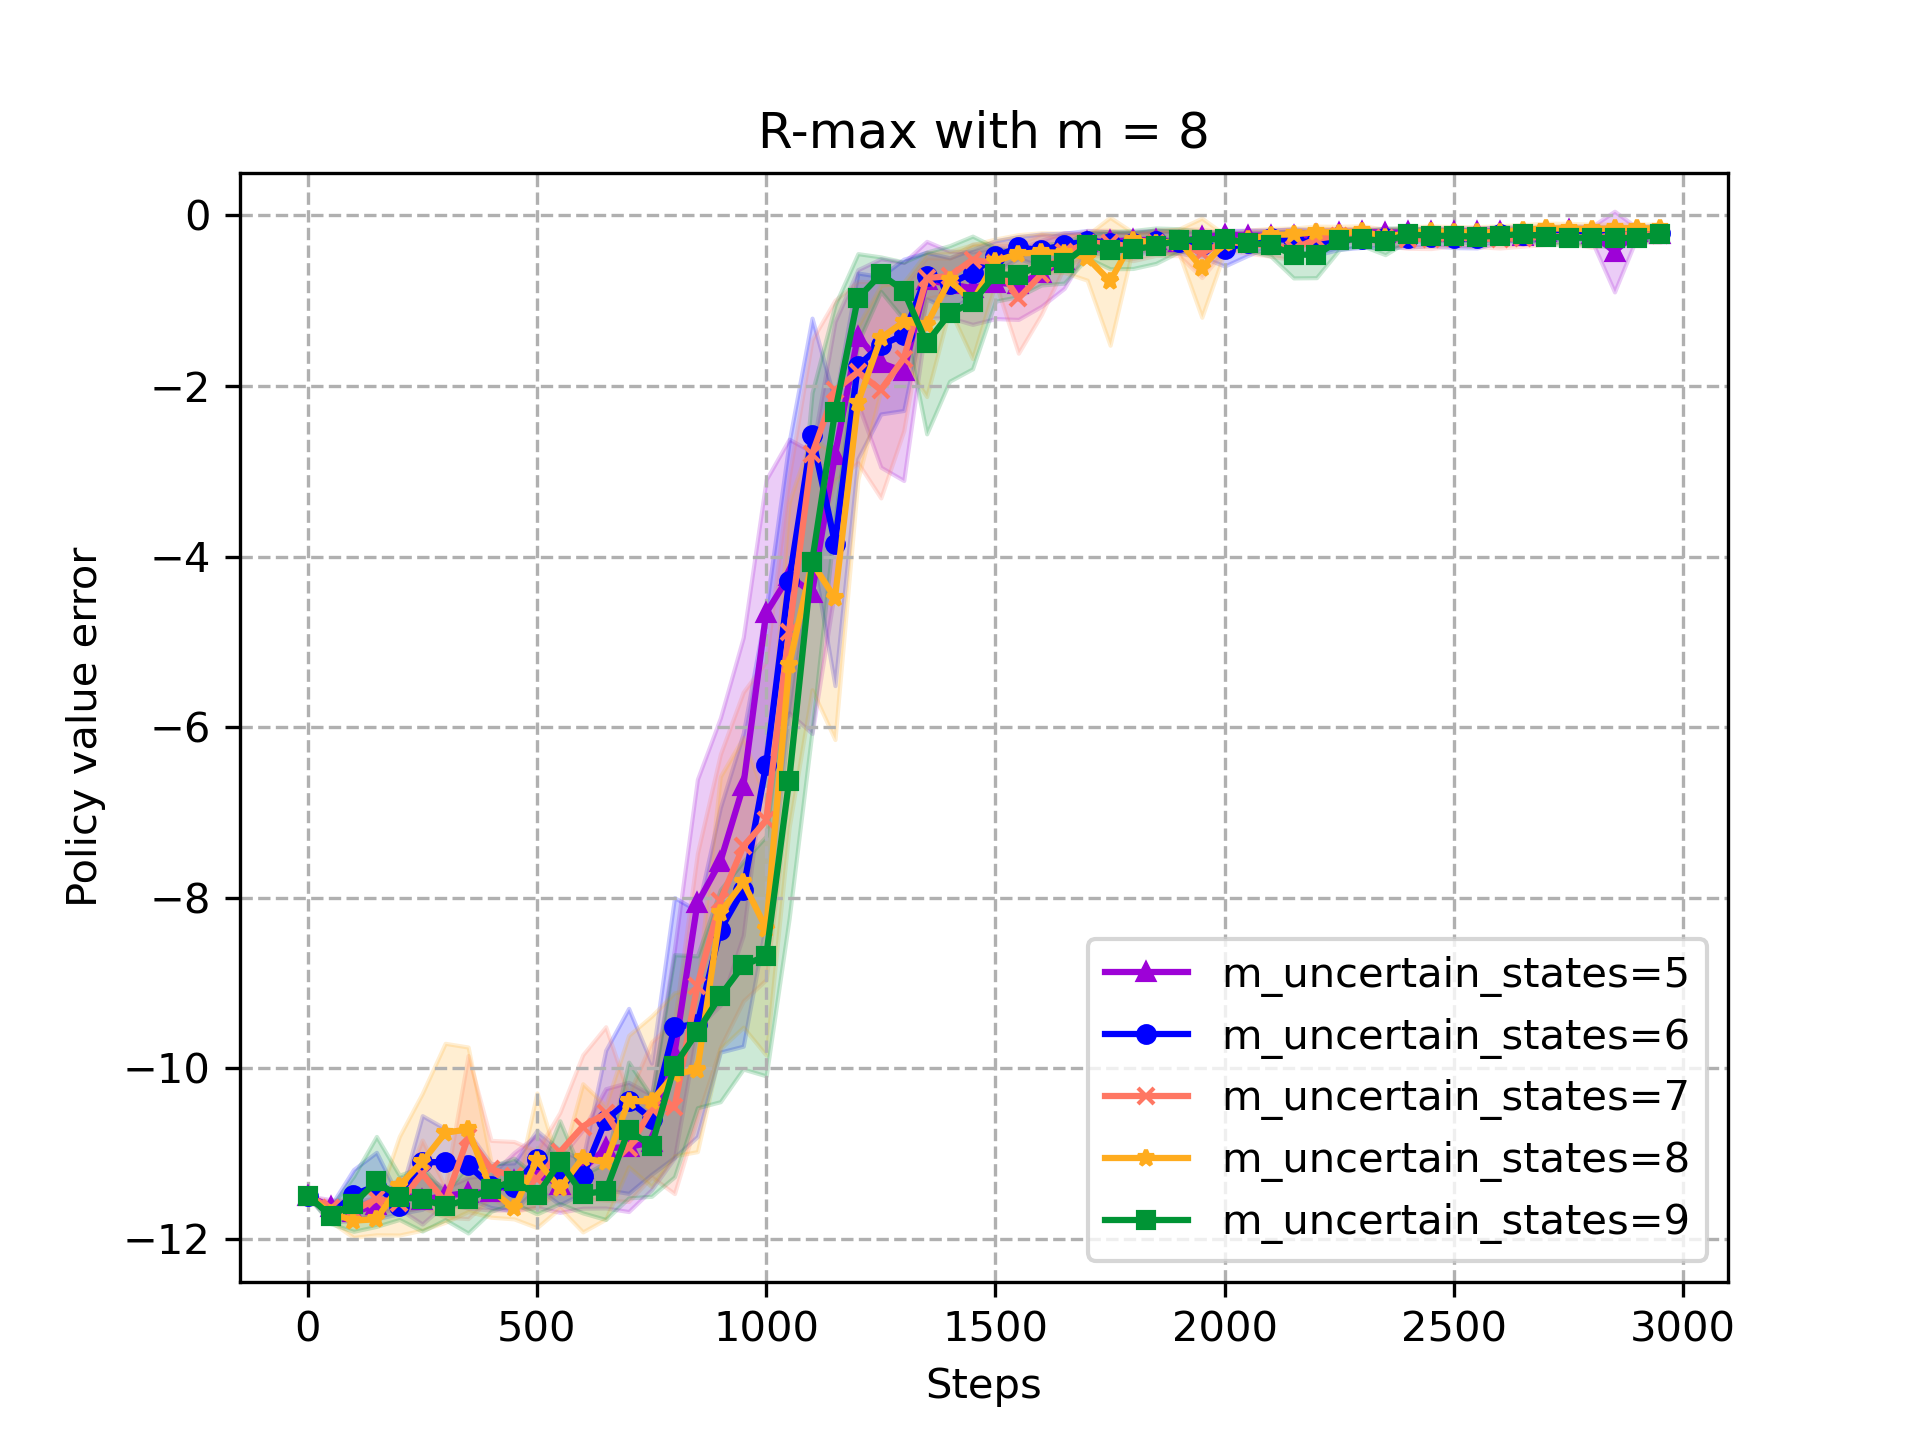 R-max with m = 8
Policy value error
0
−2
−4
−6
−8
−10
−12
m_uncertain_states=5
m_uncertain_states=6
m_uncertain_states=7
m_uncertain_states=8
m_uncertain_states=9
0 500 1000 1500 2000 2500 3000
Steps